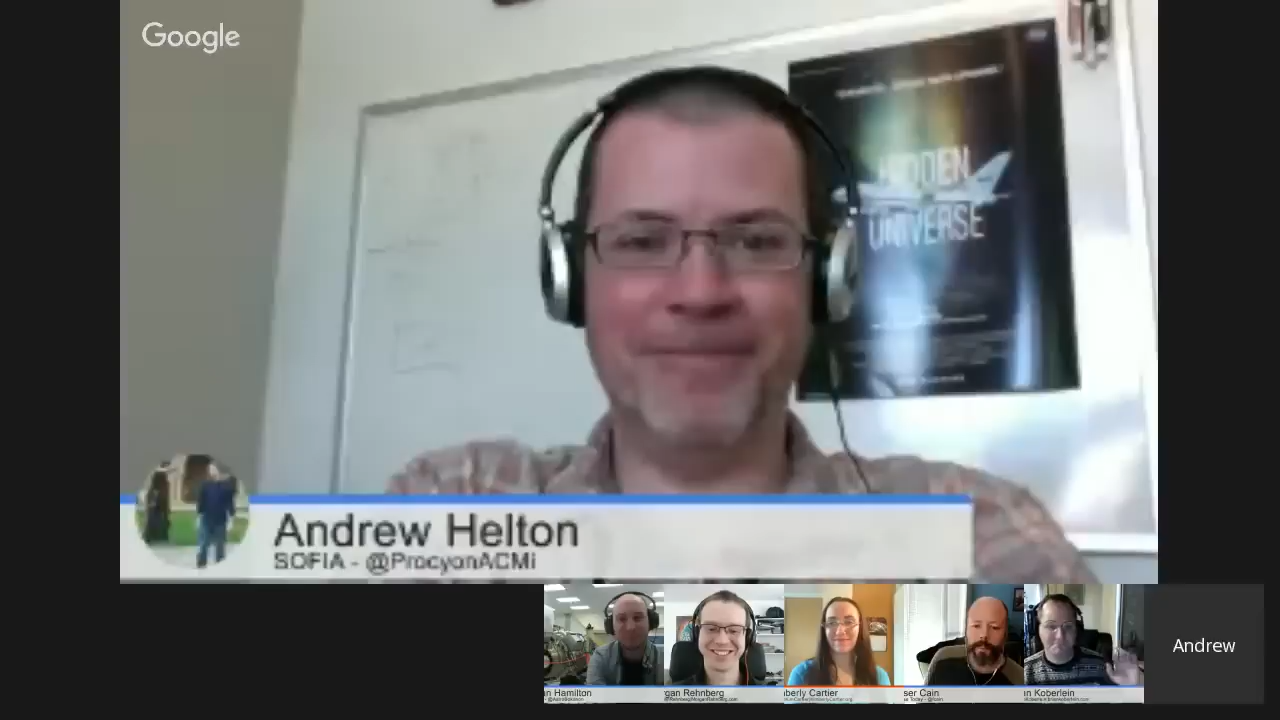 Google
HIDDEN
UNIVERSE
Andrew Helton
SOFIA - @ProcyonACMi
n Hamilton
gan Rehnberg
berly Cartier
ser Cain
n Koberlein
Andrew